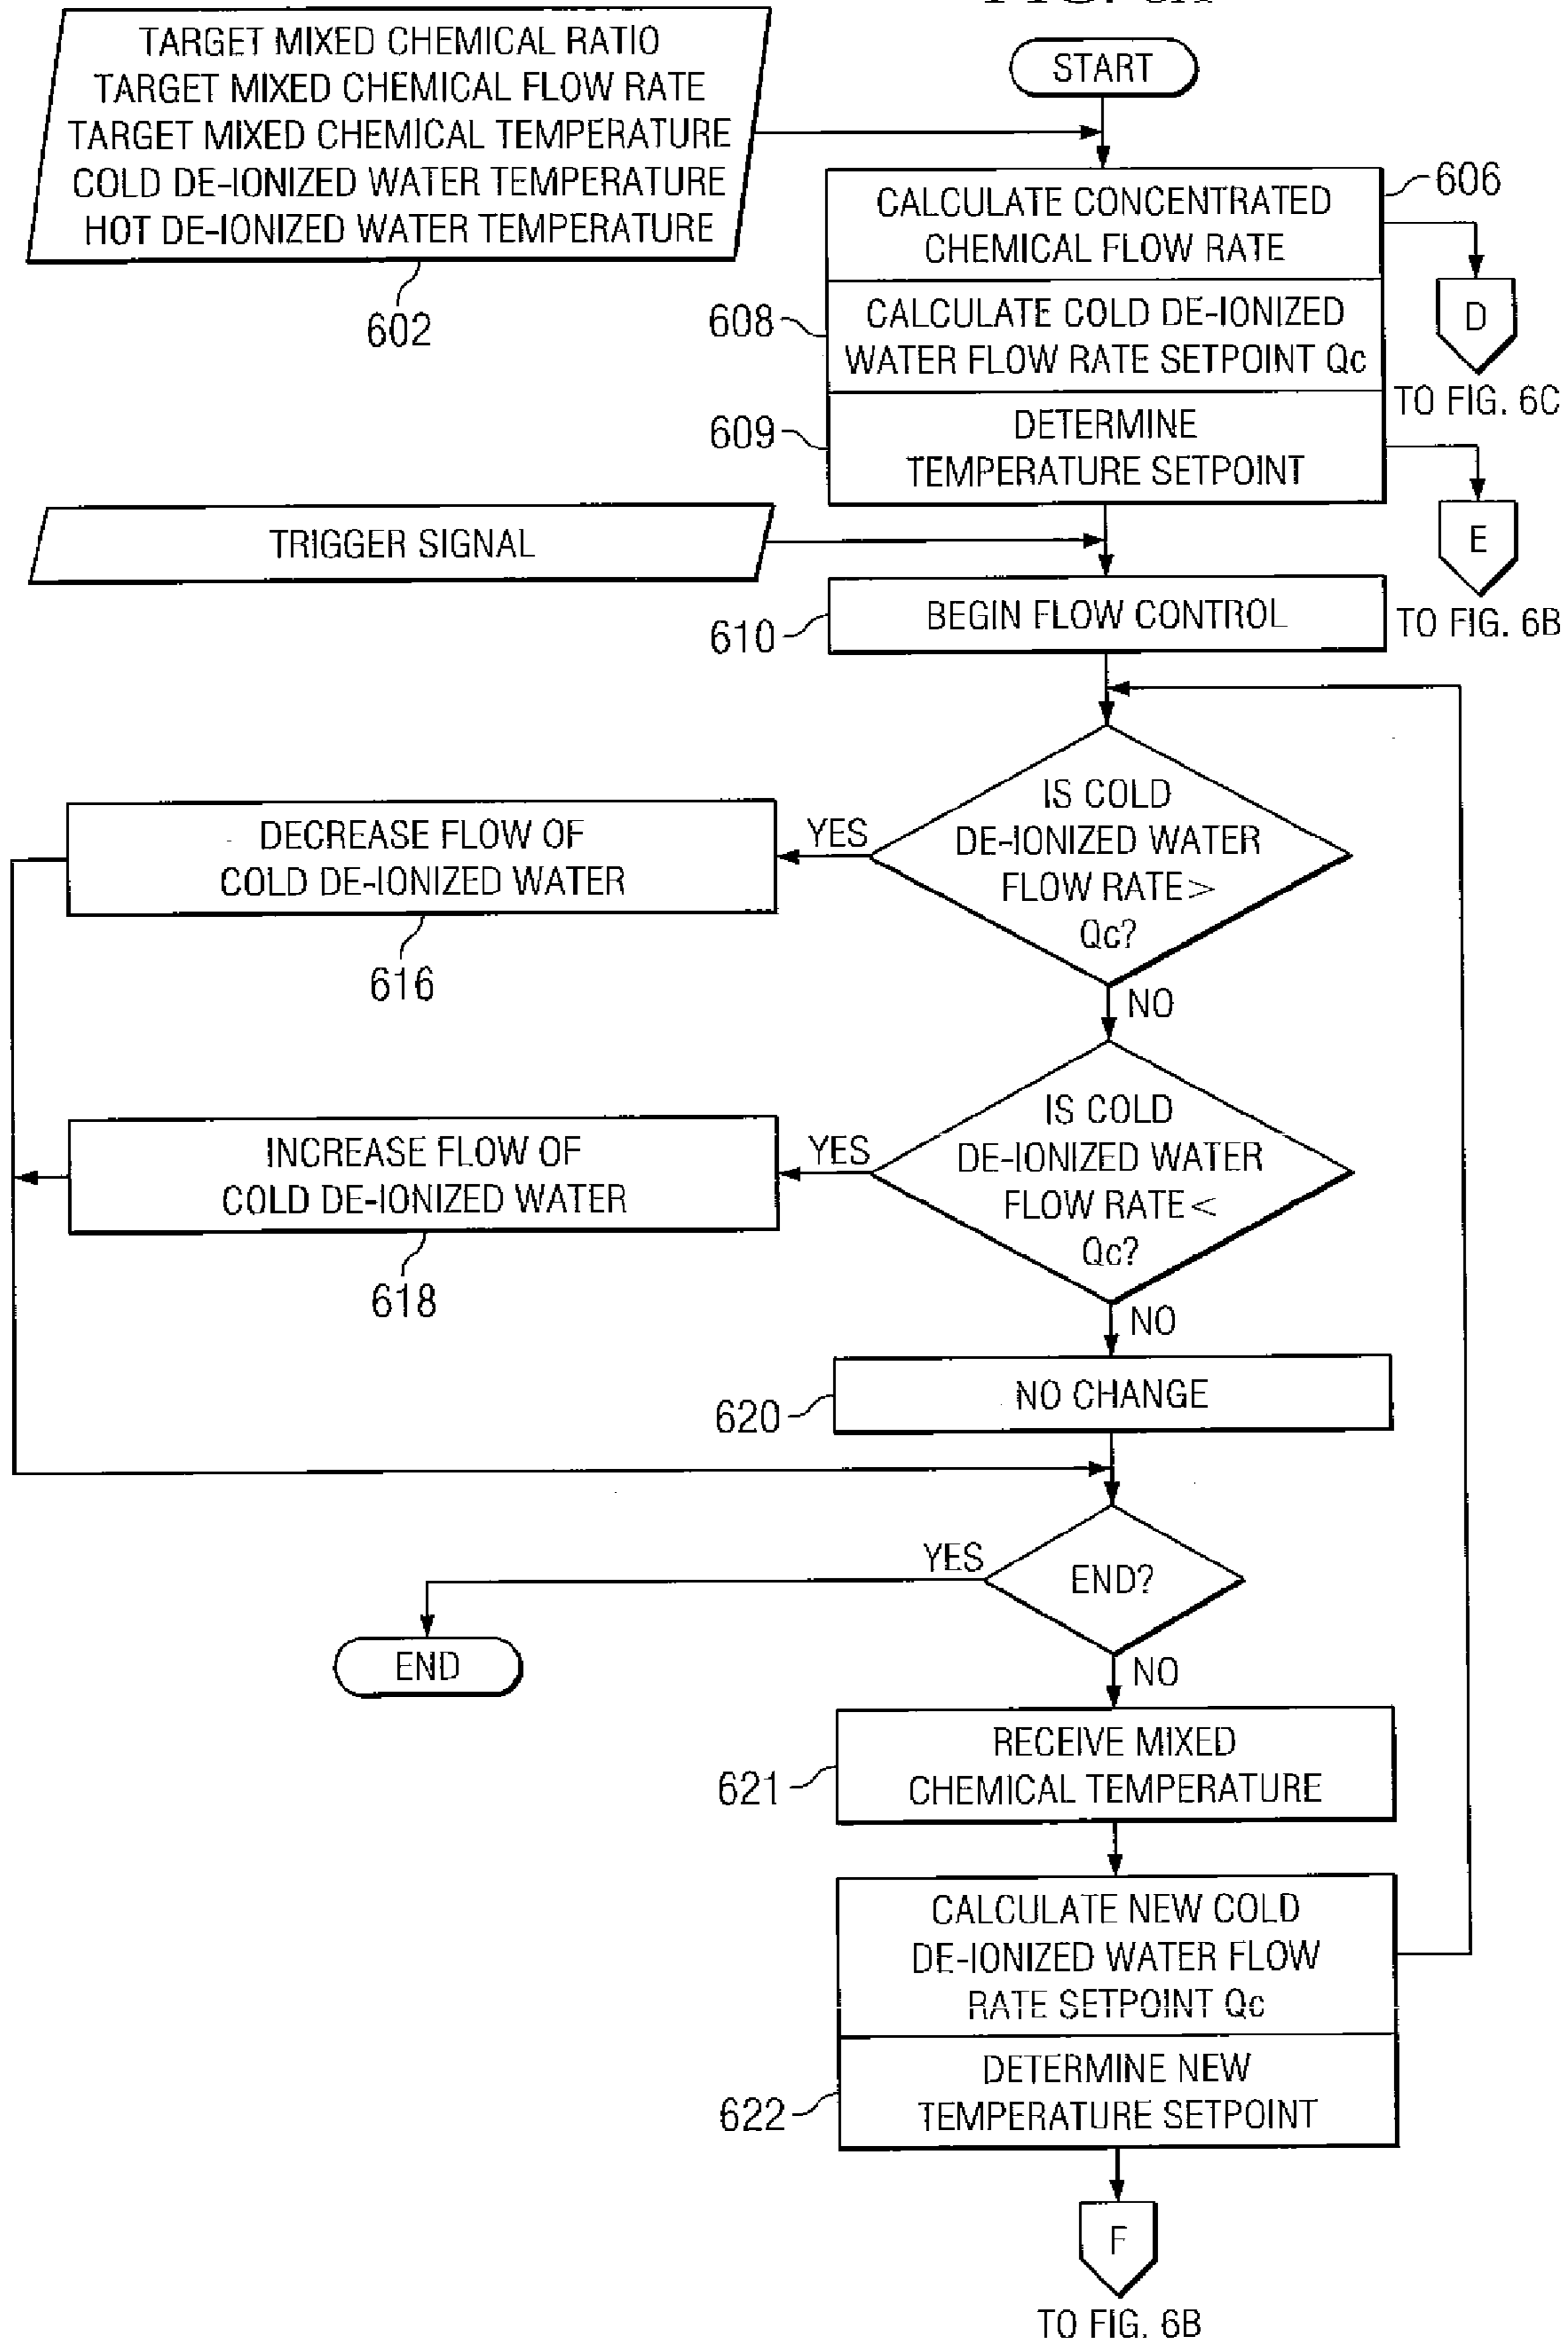 TARGET MIXED CHEMICAL RATIO
TARGET MIXED CHEMICAL FLOW RATE
TARGET MIXED CHEMICAL TEMPERATURE
COLD DE-IONIZED WATER TEMPERATURE
HOT DE-IONIZED WATER TEMPERATURE
602
START
CALCULATE CONCENTRATED
CHEMICAL FLOW RATE
606
D
TO FIG. 6C
608
CALCULATE COLD DE-IONIZED
WATER FLOW RATE SETPOINT Qc
609
DETERMINE
TEMPERATURE SETPOINT
E
TO FIG. 6B
TRIGGER SIGNAL
610
BEGIN FLOW CONTROL
IS COLD
DE-IONIZED WATER
FLOW RATE >
Qc?
YES
DECREASE FLOW OF
COLD DE-IONIZED WATER
616
NO
IS COLD
DE-IONIZED WATER
FLOW RATE <
Qc?
YES
INCREASE FLOW OF
COLD DE-IONIZED WATER
618
NO
620
NO CHANGE
END?
YES
END
NO
621
RECEIVE MIXED
CHEMICAL TEMPERATURE
CALCULATE NEW COLD
DE-IONIZED WATER FLOW
RATE SETPOINT Qc
622
DETERMINE NEW
TEMPERATURE SETPOINT
F
TO FIG. 6B